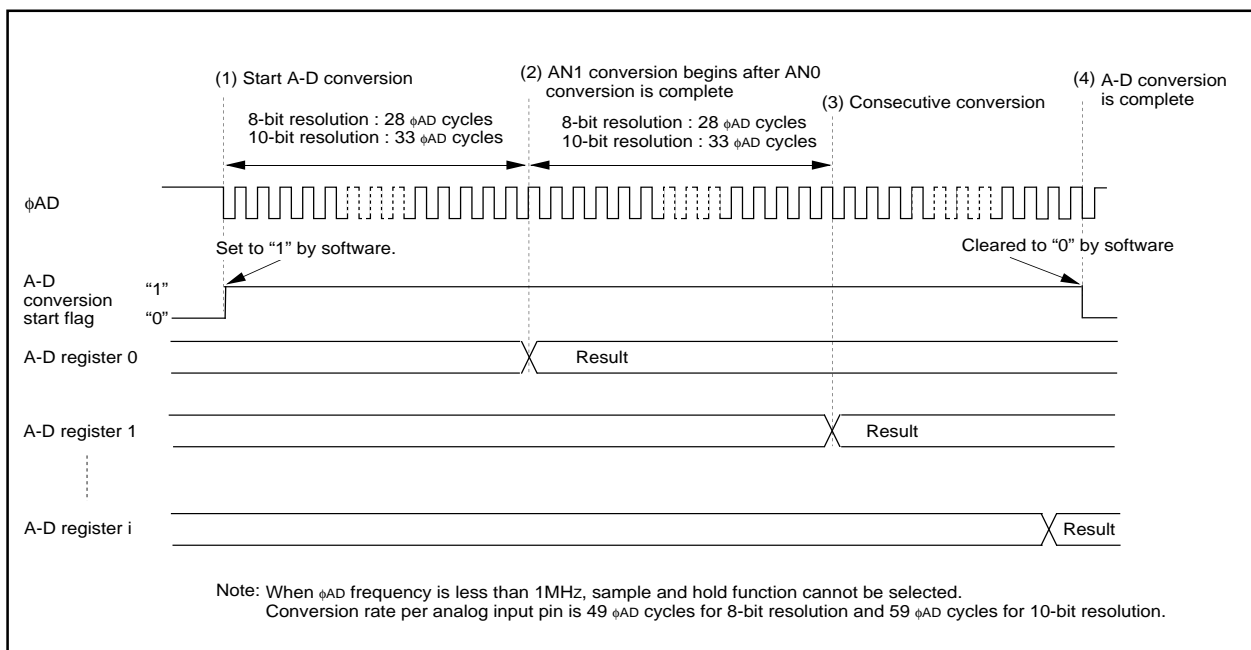 (1) Start A-D conversion
(2) AN1 conversion begins after AN0
conversion is complete
(3) Consecutive conversion
(4) A-D conversion
is complete
8-bit resolution : 28 ϕAD cycles
10-bit resolution : 33 ϕAD cycles
8-bit resolution : 28 ϕAD cycles
10-bit resolution : 33 ϕAD cycles
ϕAD
Set to “1” by software.
Cleared to “0” by software
A-D
conversion
start flag
“1”
“0”
A-D register 0
Result
A-D register 1
Result
A-D register i
Result
Note: When ϕAD frequency is less than 1MHz, sample and hold function cannot be selected.
Conversion rate per analog input pin is 49 ϕAD cycles for 8-bit resolution and 59 ϕAD cycles for 10-bit resolution.